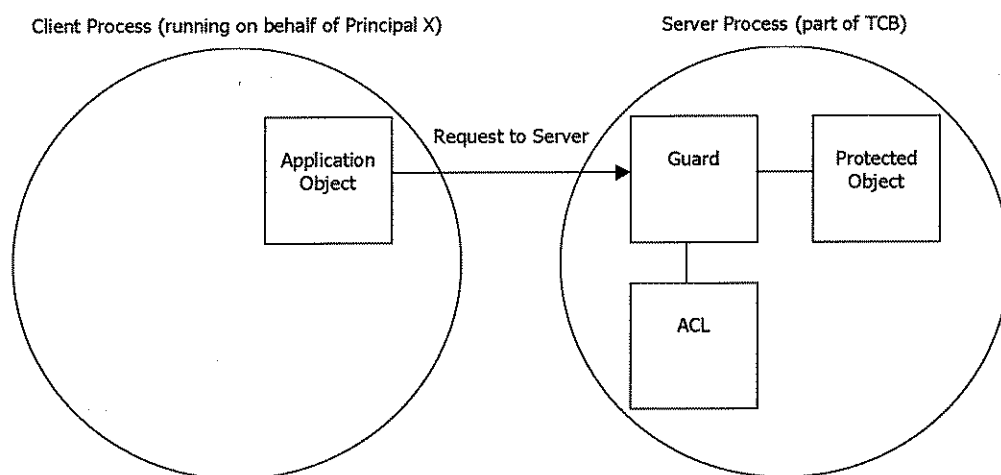 Client Process (running on behalf of Principal X)
Server Process (part of TCB)
Application
Object
Request to Server
Guard
Protected
Object
ACL